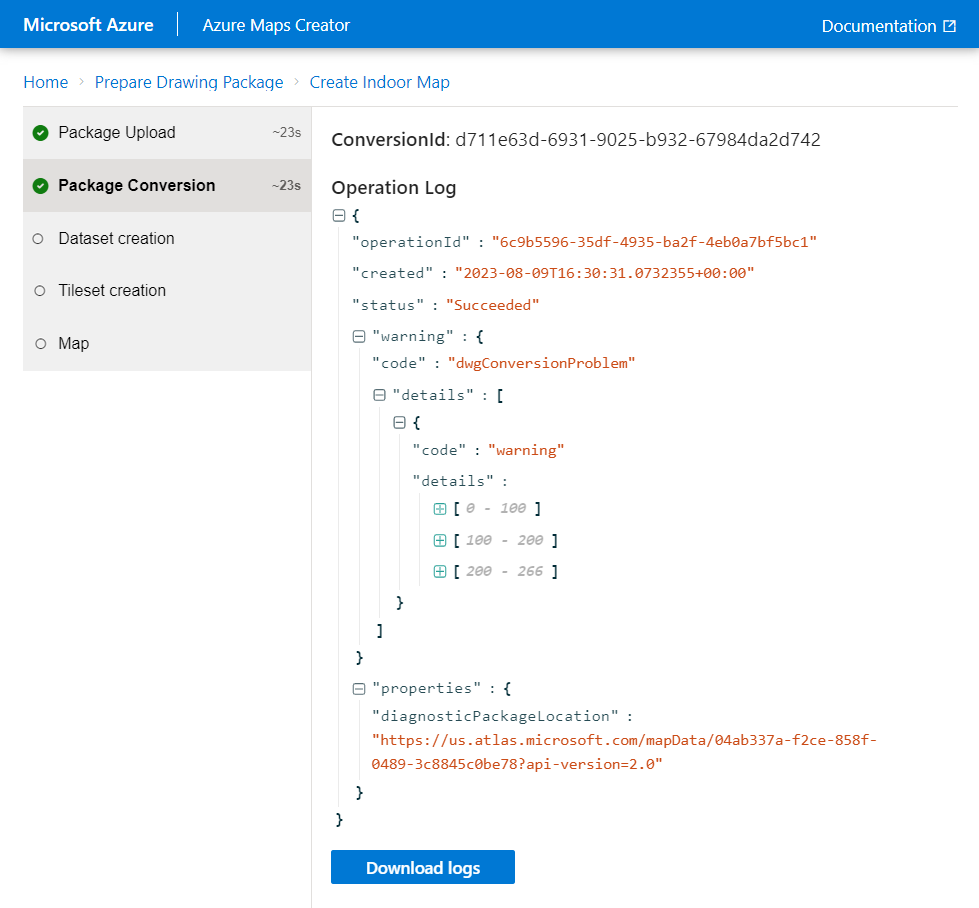 Microsoft Azure Azure Maps Creator Documentation
Home > Prepare Drawing Package > Create Indoor Map
Package Upload ~23s
Package Conversion ~23s
Dataset creation
Tileset creation
Map
ConversionId: d711e63d-6931-9025-b932-67984da2d742
Operation Log
{
"operationId" : "6c9b5596-35df-4935-ba2f-4eb0a7bf5bc1"
"created" : "2023-08-09T16:30:31.0732355+00:00"
"status" : "Succeeded"
"warning" : {
"code" : "dwgConversionProblem"
"details" : [
{
"code" : "warning"
"details" :
[ 0 - 100 ]
[ 100 - 200 ]
[ 200 - 266 ]
}
]
}
"properties" : {
"diagnosticPackageLocation" :
"https://us.atlas.microsoft.com/mapData/04ab337a-f2ce-858f-
0489-3c8845c0be78?api-version=2.0"
}
}
Download logs